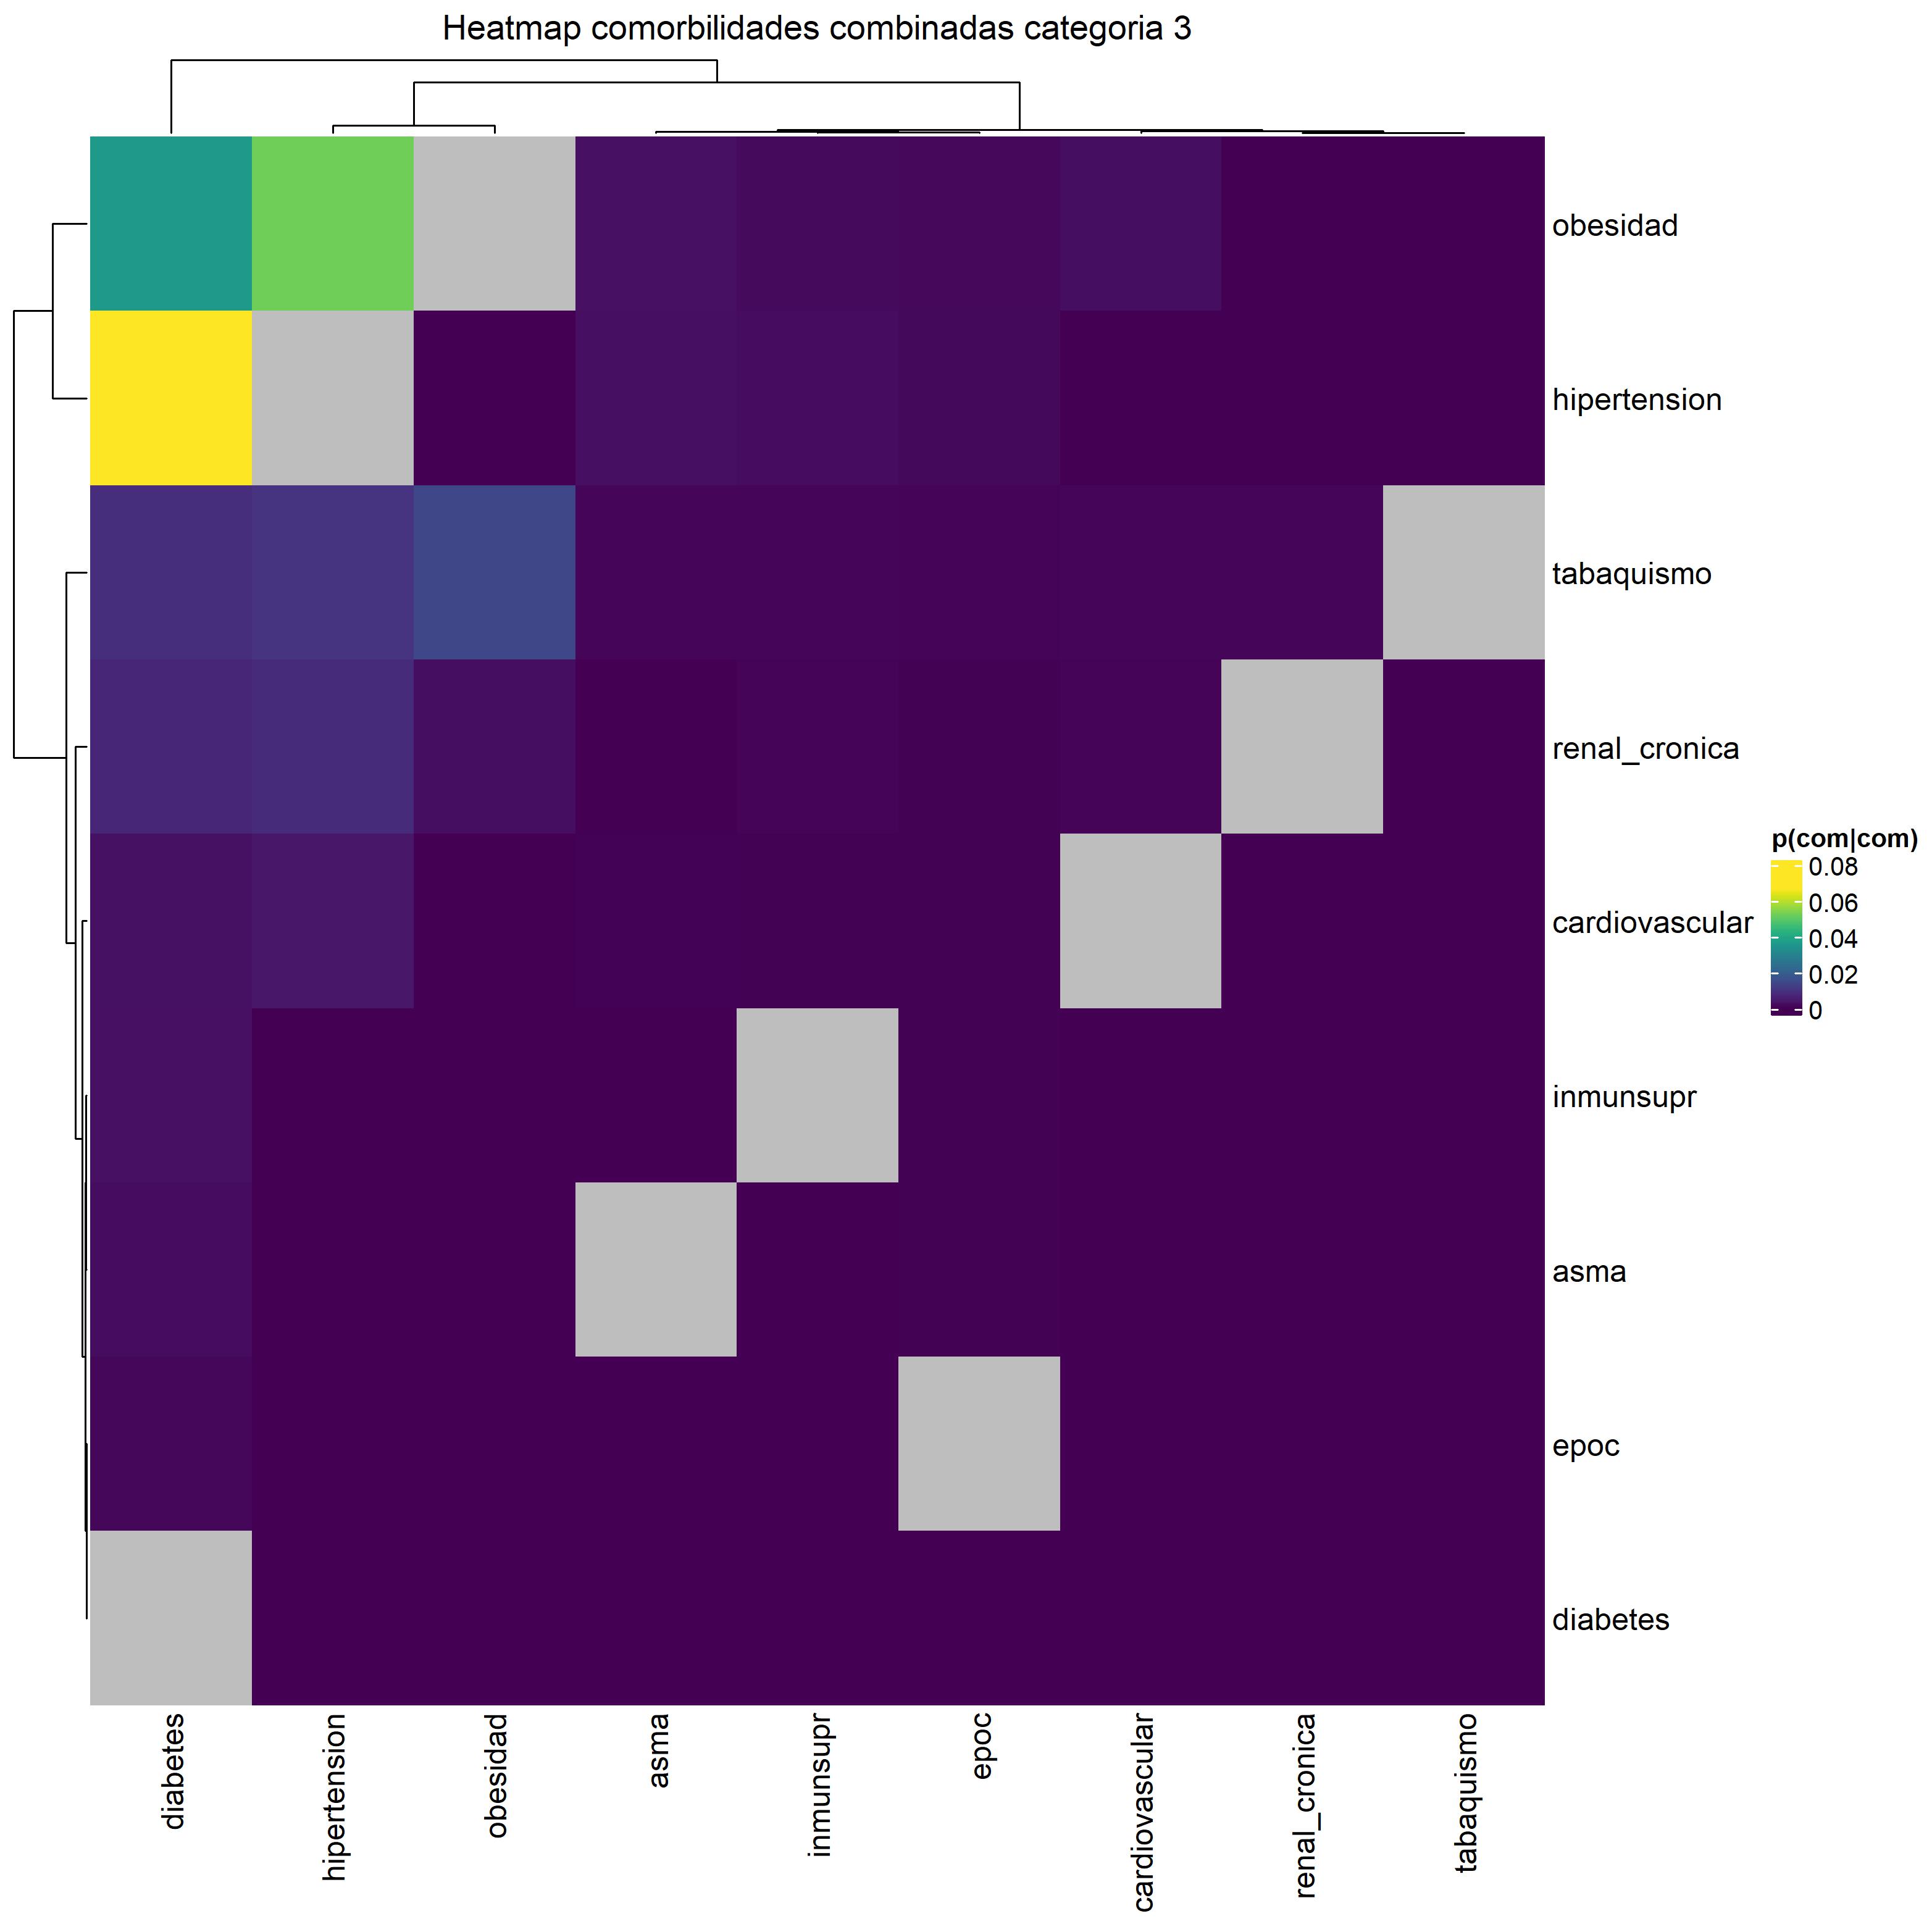 Heatmap comorbilidades combinadas categoria 3
obesidad
hipertension
tabaquismo
renal_cronica
cardiovascular
inmunsupr
asma
epoc
diabetes
p(com|com)
0.08
0.06
0.04
0.02
0
diabetes
hipertension
obesidad
asma
inmunsupr
epoc
cardiovascular
renal_cronica
tabaquismo